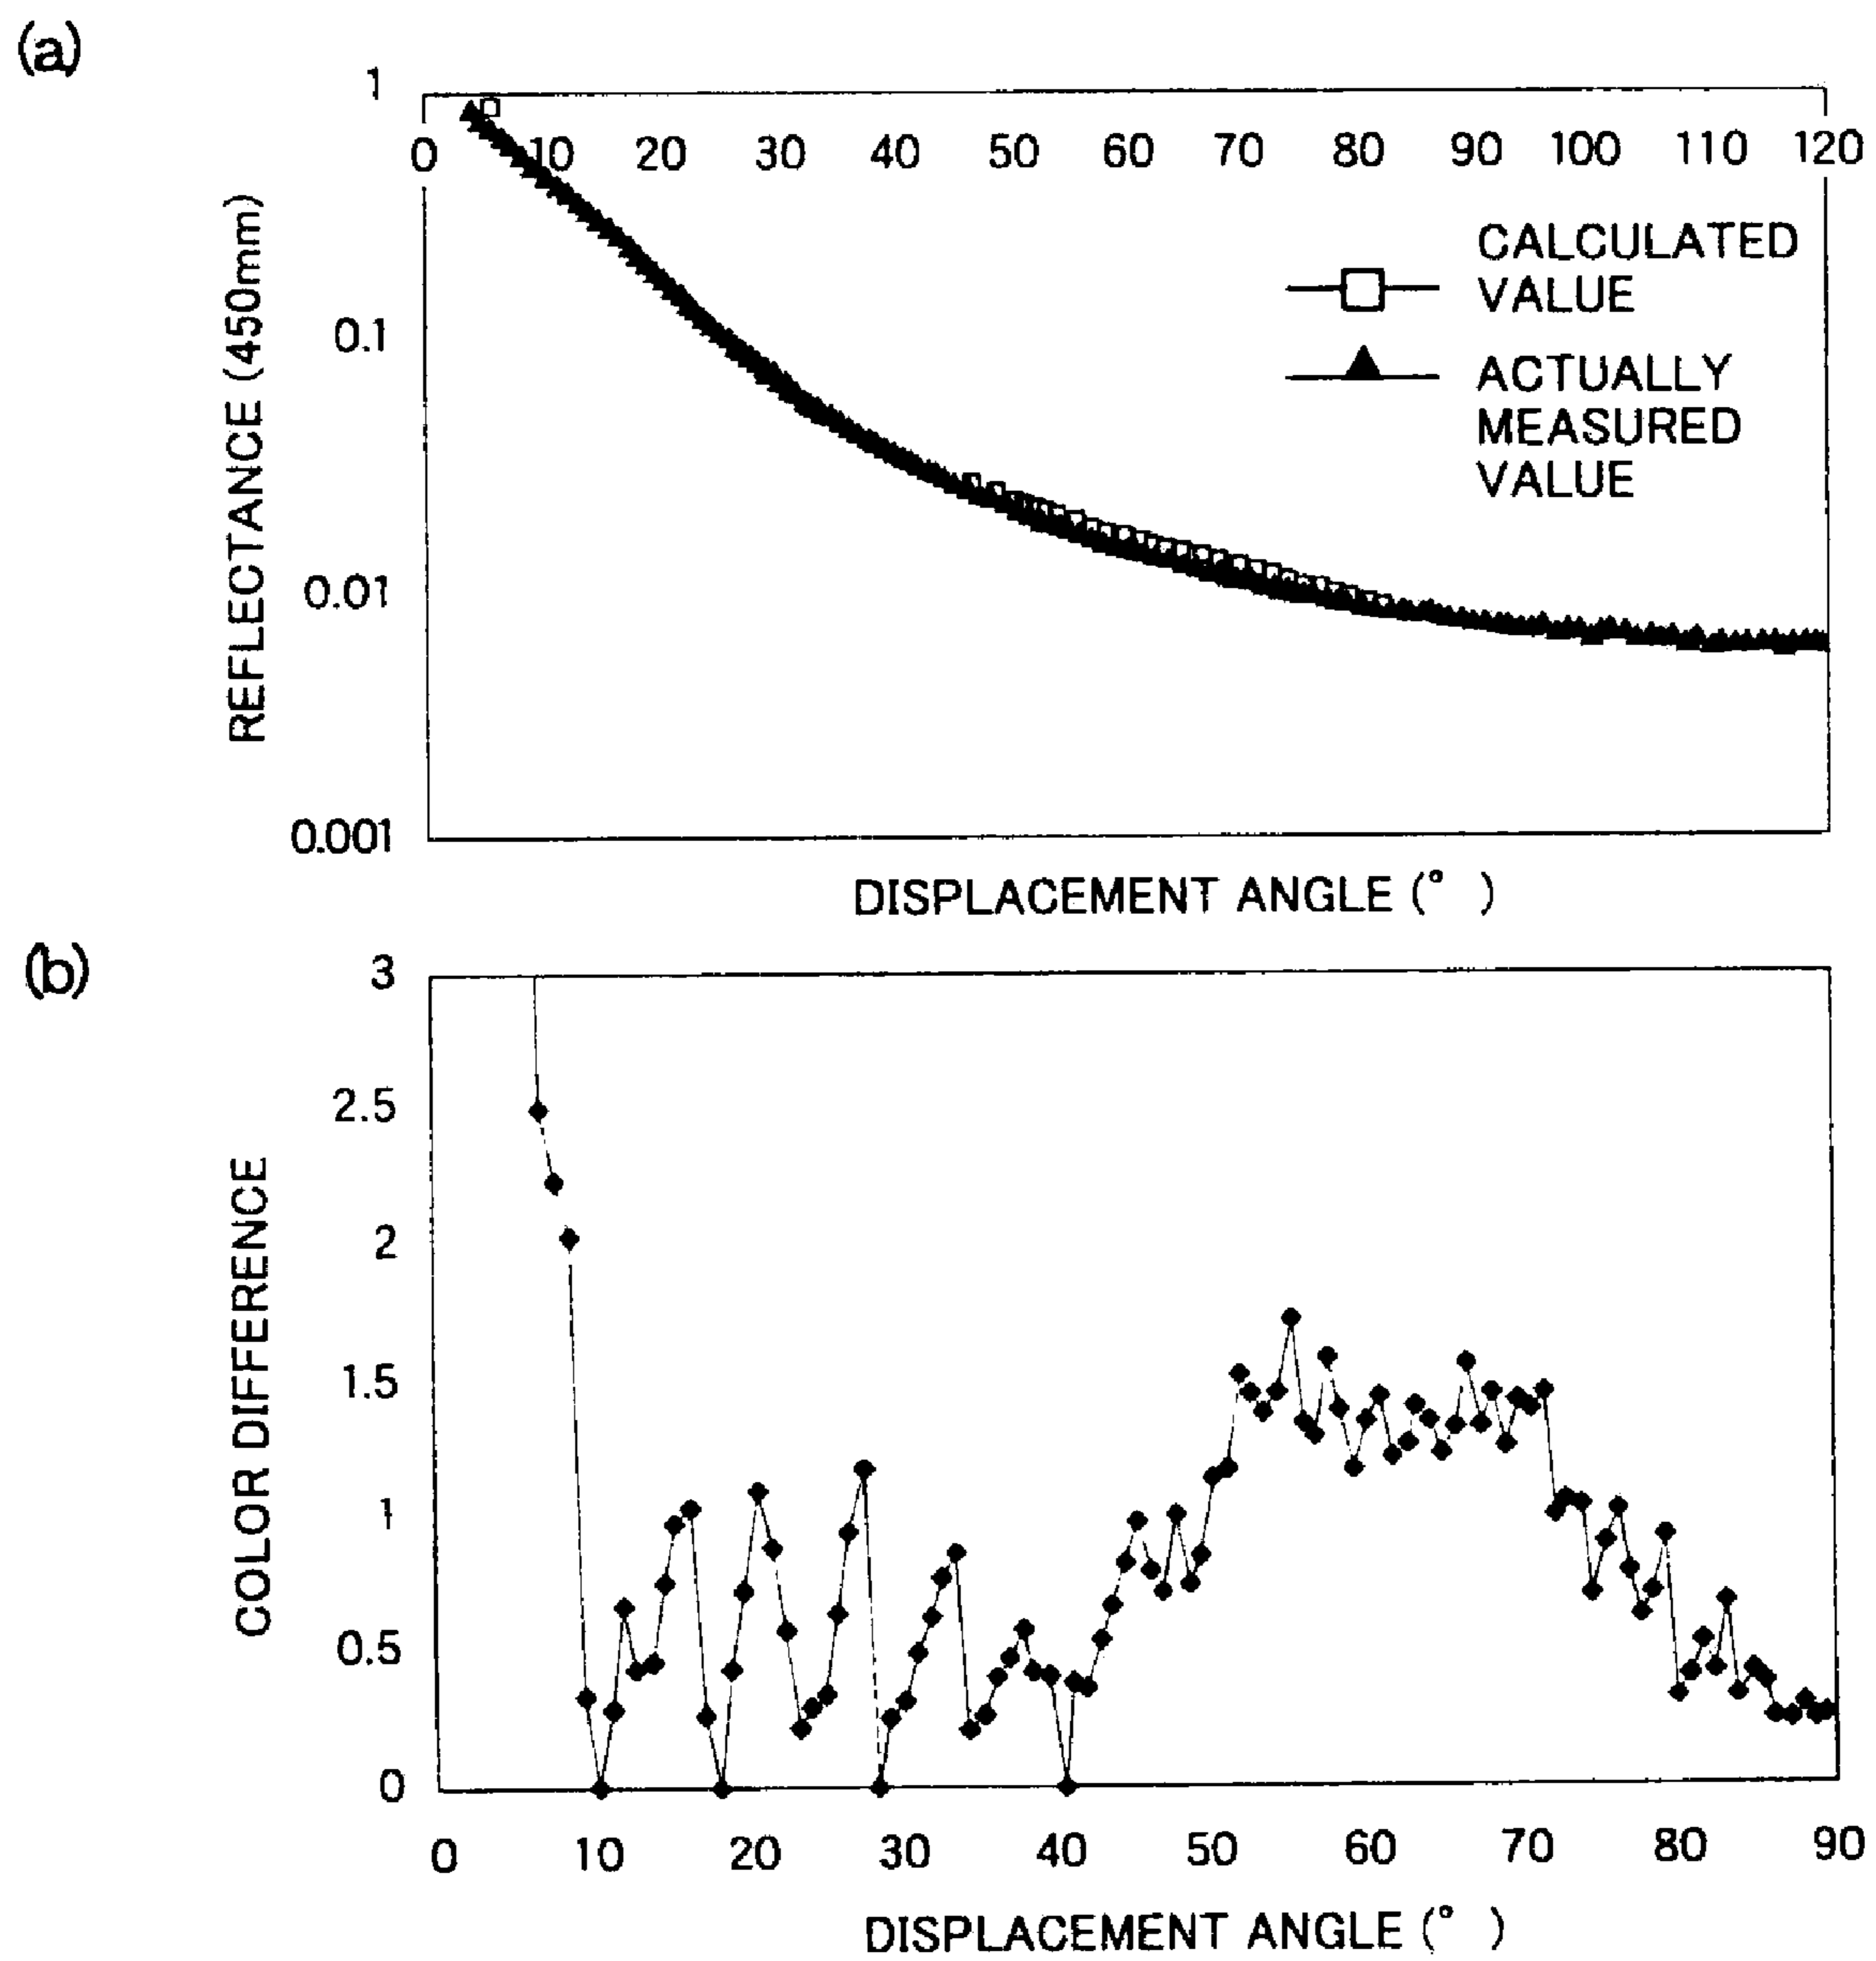 (a)
1
0 10 20 30 40 50 60 70 80 90 100 110 120
0.1
0.01
0.001
REFLECTANCE (450mm)
CALCULATED
VALUE
ACTUALLY
MEASURED
VALUE
DISPLACEMENT ANGLE (° )
(b)
3
2.5
2
1.5
1
0.5
0
COLOR DIFFERENCE
0 10 20 30 40 50 60 70 80 90
DISPLACEMENT ANGLE (° )